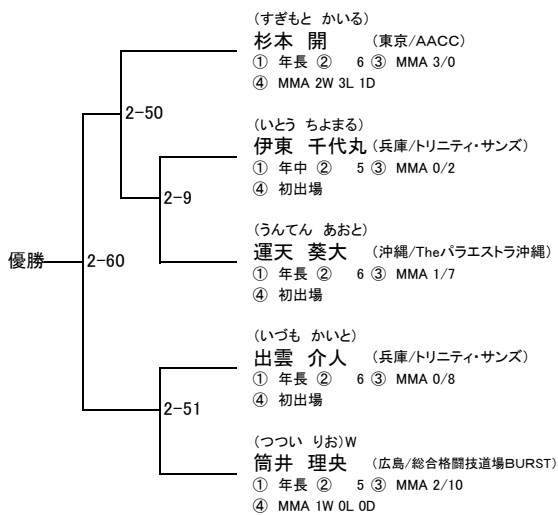 (すぎもと かいる)
杉本 開 (東京/AACC)
① 年長 ② 6 ③ MMA 3/0
④ MMA 2W 3L 1D
2-50
(いとう ちよまる)
伊東 千代丸 (兵庫/トリニティ・サンズ)
① 年中 ② 5 ③ MMA 0/2
④ 初出場
2-9
(うんてん あおと)
運天 葵大 (沖縄/Theパラエストラ沖縄)
① 年長 ② 6 ③ MMA 1/7
④ 初出場
優勝
2-60
(いづも かいと)
出雲 介人 (兵庫/トリニティ・サンズ)
① 年長 ② 6 ③ MMA 0/8
④ 初出場
2-51
(つつい りお)W
筒井 理央 (広島/総合格闘技道場BURST)
① 年長 ② 5 ③ MMA 2/10
④ MMA 1W 0L 0D